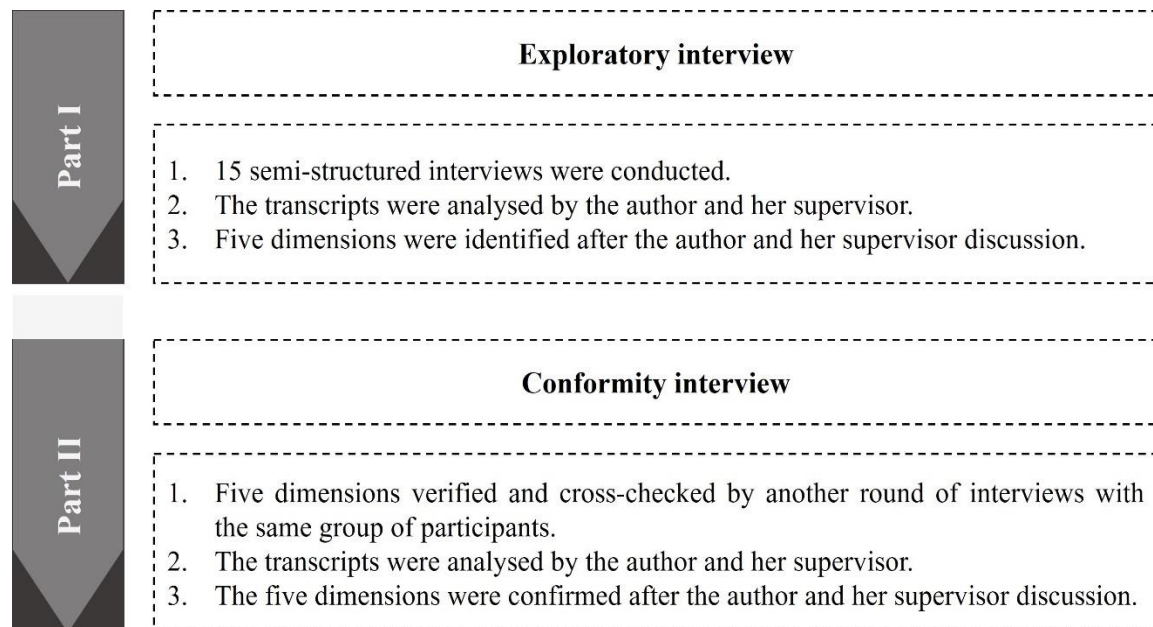 Part I
Exploratory interview
1. 15 semi-structured interviews were conducted.
2. The transcripts were analysed by the author and her supervisor.
3. Five dimensions were identified after the author and her supervisor discussion.
Part II
Conformity interview
1. Five dimensions verified and cross-checked by another round of interviews with
the same group of participants.
2. The transcripts were analysed by the author and her supervisor.
3. The five dimensions were confirmed after the author and her supervisor discussion.